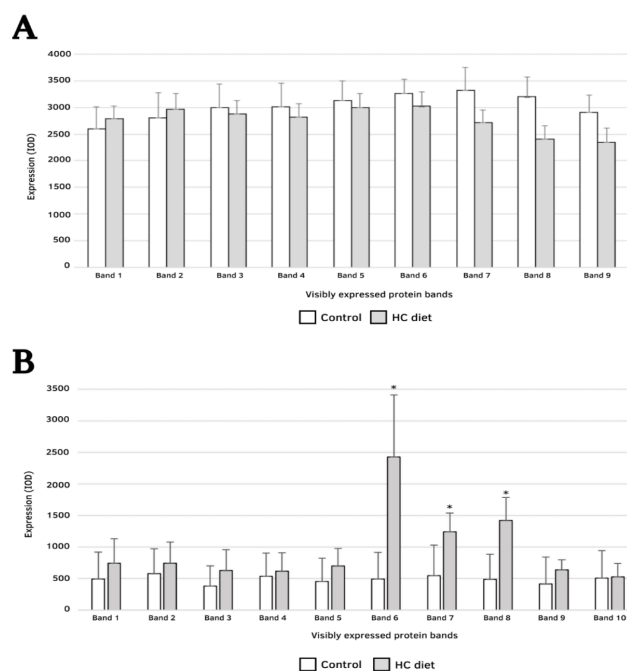 A
4000
3500
3000
2500
2000
1500
1000
500
0
Expression (IOD)
Band 1 Band 2 Band 3 Band 4 Band 5 Band 6 Band 7 Band 8 Band 9
Visibly expressed protein bands
Control HC diet
B
3500
3000
2500
2000
1500
1000
500
0
Expression (IOD)
* * *
Band 1 Band 2 Band 3 Band 4 Band 5 Band 6 Band 7 Band 8 Band 9 Band 10
Visibly expressed protein bands
Control HC diet